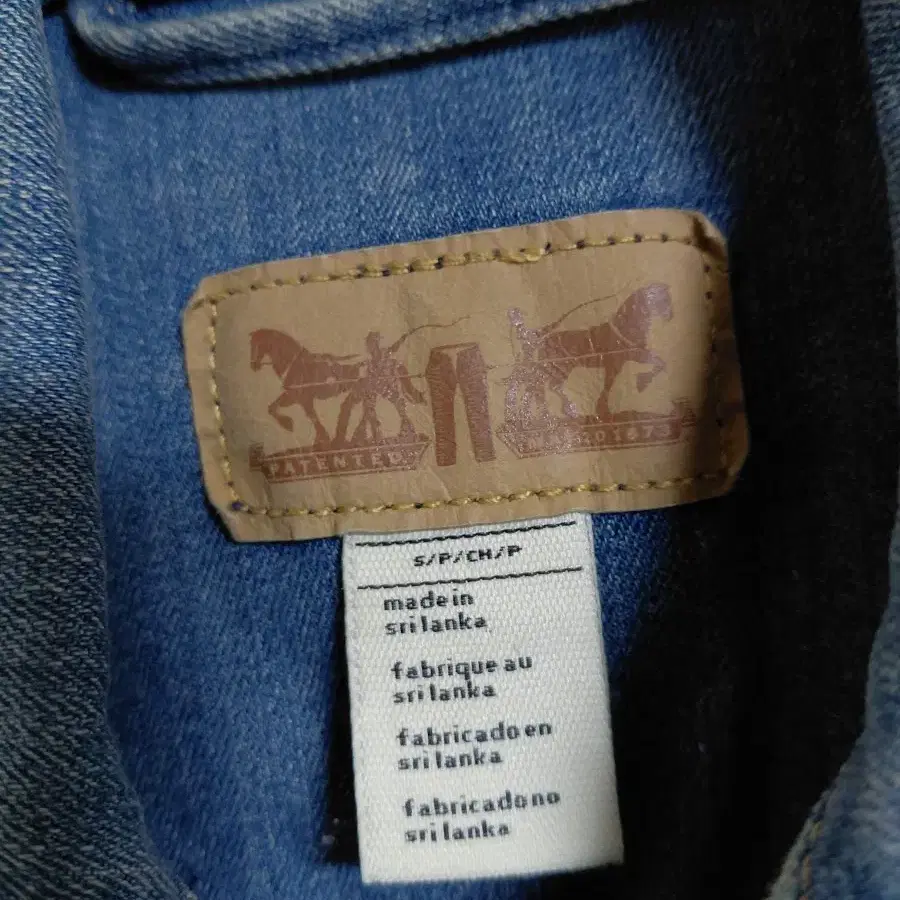 PATENTED
MAY 20 1873
S/P/CH/P
made in
sri lanka
fabrique au
sri lanka
fabricado en
sri lanka
fabricado no
sri lanka